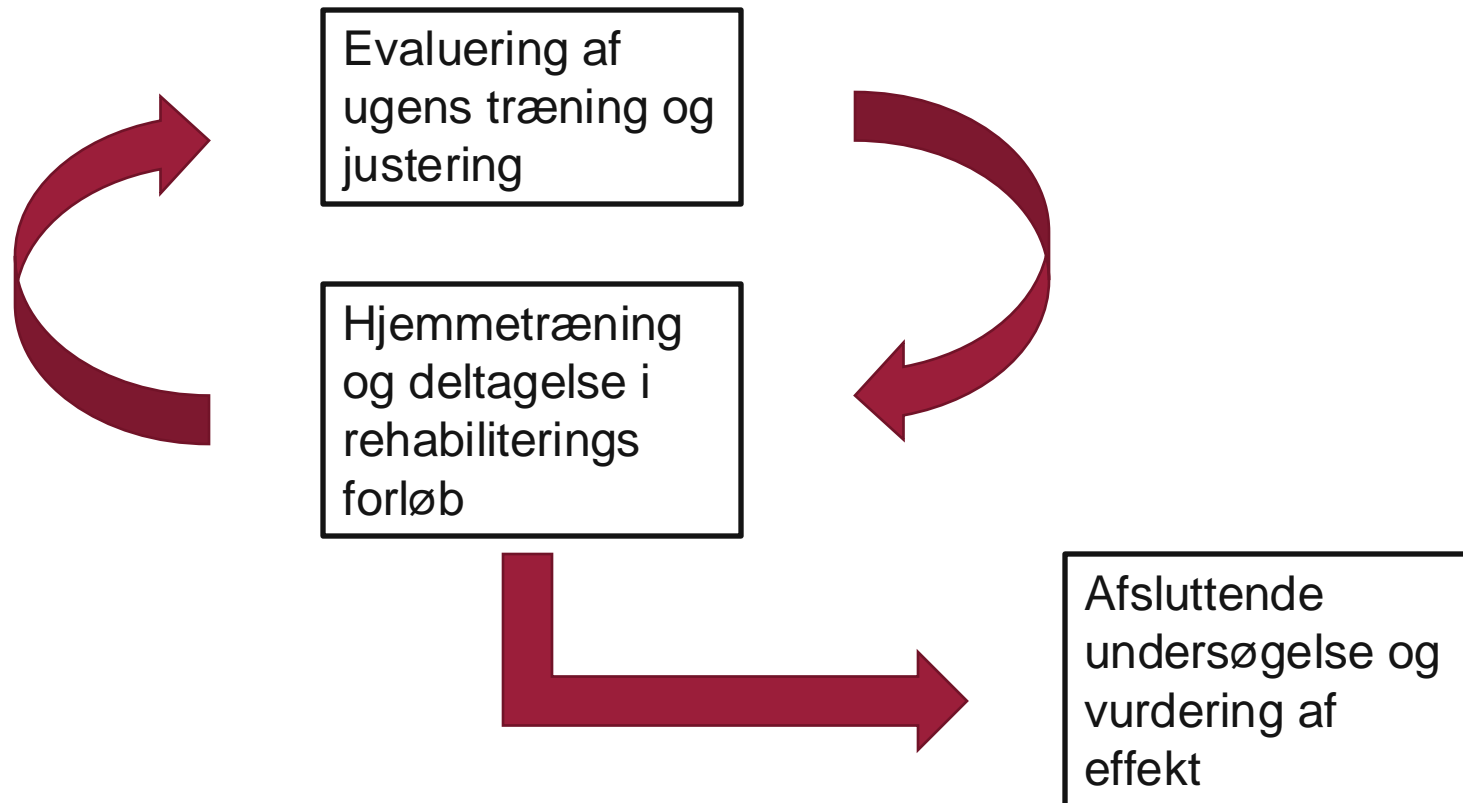 Evaluering af
ugens træning og
justering
Hjemmetræning
og deltagelse i
rehabiliterings
forløb
Afsluttende
undersøgelse og
vurdering af
effekt